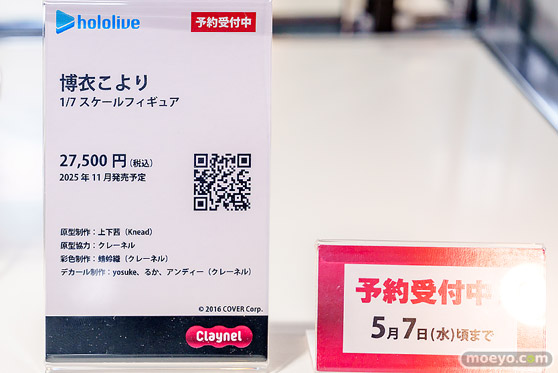 hololive
予約受付中
博衣こより
1/7 スケールフィギュア
27,500 円(税込)
2025 年 11 月発売予定
原型制作:上下茜(Knead)
原型協力:クレーネル
彩色制作:蜻蛉織(クレーネル)
デカール制作:yosuke、るか、アンディー(クレーネル)
© 2016 COVER Corp.
Claynel
予約受付中
5月7日(水)頃まで
moeyo.com